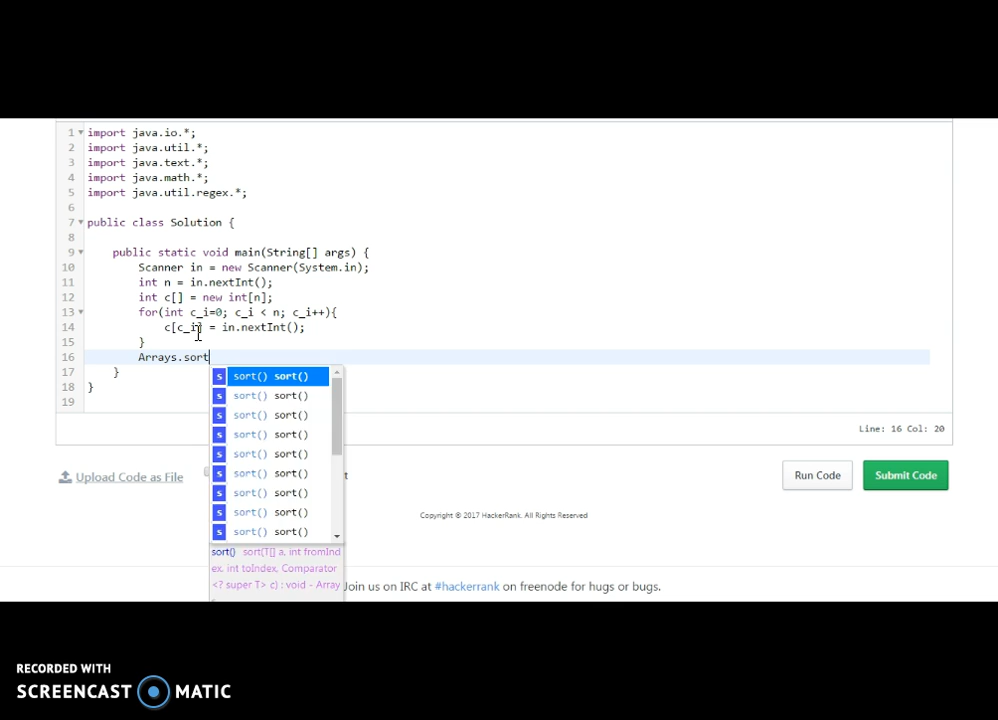 1 import java.io.*;
2 import java.util.*;
3 import java.text.*;
4 import java.math.*;
5 import java.util.regex.*;
6
7 public class Solution {
8
9 public static void main(String[] args) {
10 Scanner in = new Scanner(System.in);
11 int n = in.nextInt();
12 int c[] = new int[n];
13 for(int c_i=0; c_i < n; c_i++){
14 c[c_i] = in.nextInt();
15 }
16 Arrays.sort
17 }
18 }
19
s sort() sort()
s sort() sort()
s sort() sort()
s sort() sort()
s sort() sort()
s sort() sort()
s sort() sort()
s sort() sort()
s sort() sort()
sort() sort(T[] a, int fromInd
ex, int toIndex, Comparator
<? super T> c) : void - Array
Line: 16 Col: 20
Upload Code as File
t
Run Code
Submit Code
Copyright © 2017 HackerRank. All Rights Reserved
Join us on IRC at #hackerrank on freenode for hugs or bugs.
RECORDED WITH
SCREENCAST MATIC